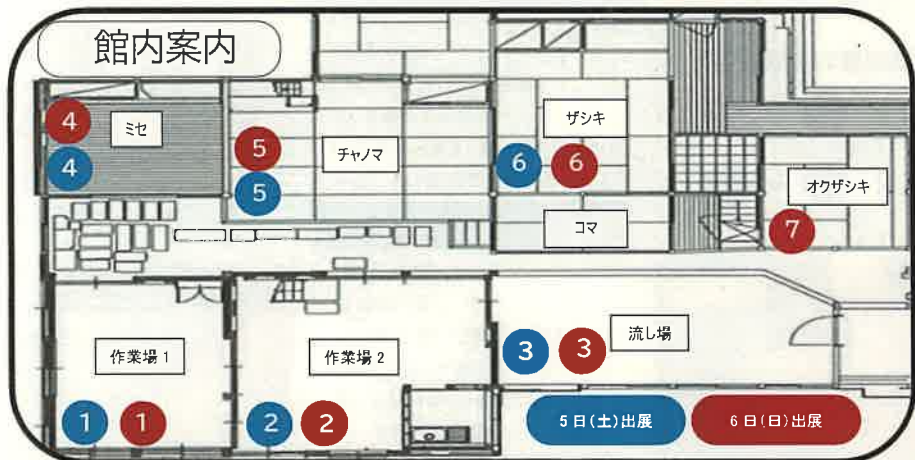 館内案内
4
ミセ
4
5
チャノマ
5
ザシキ
6
6
コマ
オクザシキ
7
作業場1
1
1
作業場2
2
2
流し場
3
3
5日(土)出展
6日(日)出展